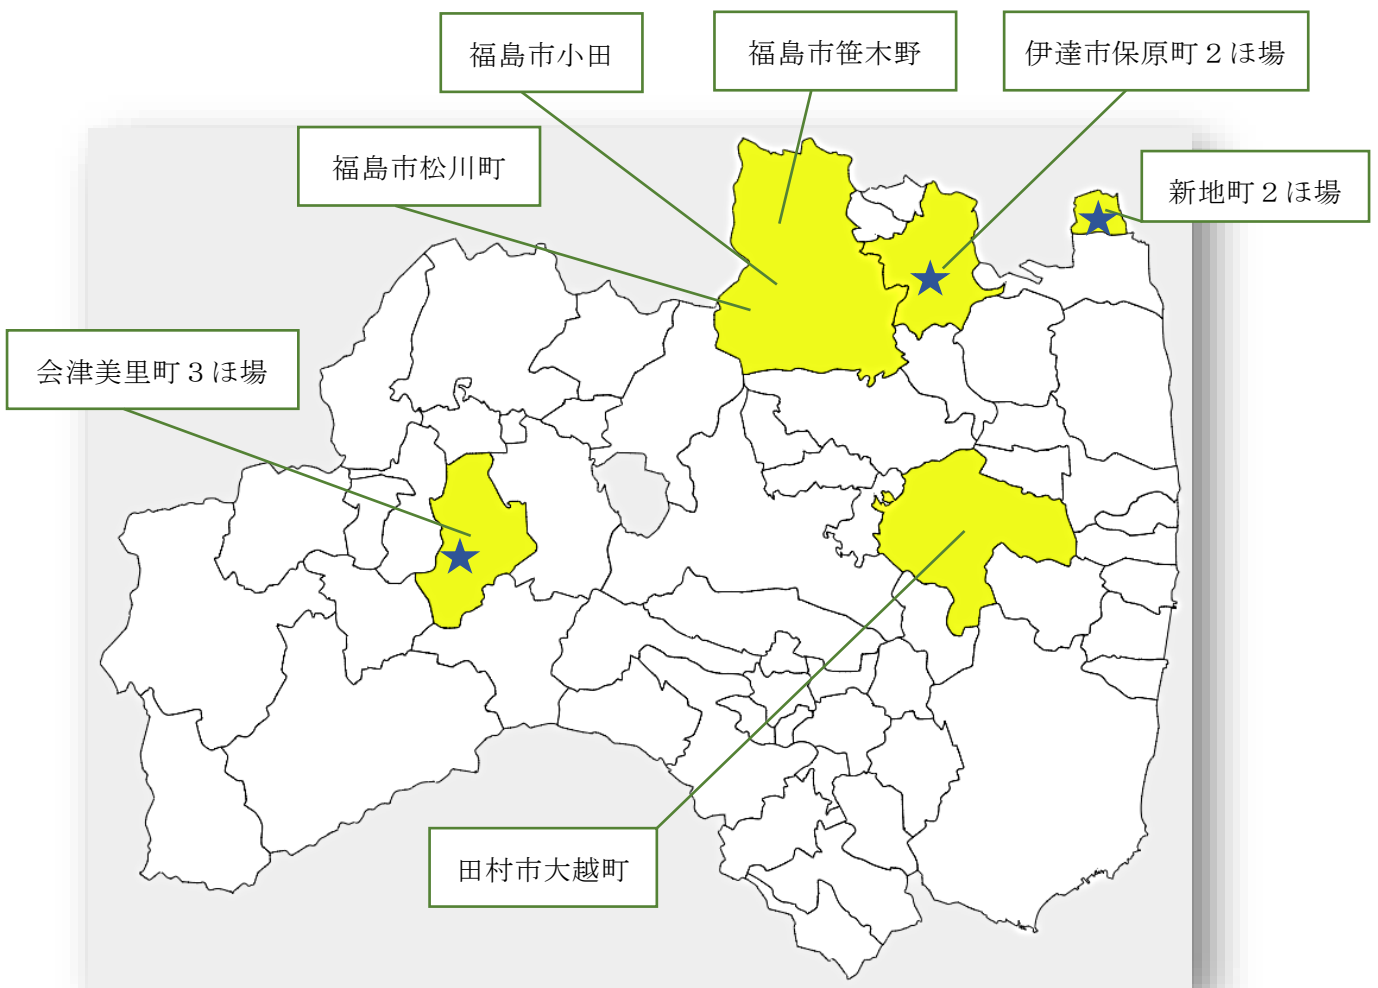 福島市小田
福島市笹木野
伊達市保原町２ほ場
福島市松川町
新地町２ほ場
会津美里町３ほ場
田村市大越町